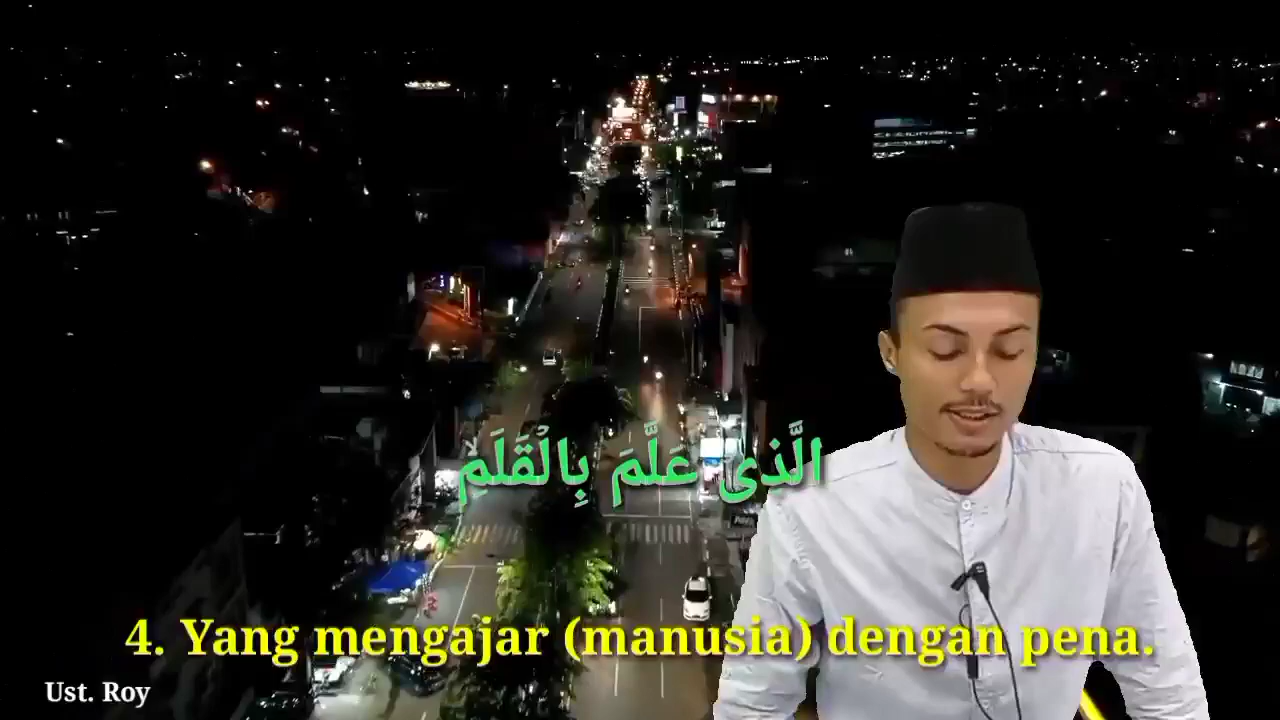 الَّذِى عَلَّمَ بِالْقَلَمِۙ
4. Yang mengajar (manusia) dengan pena.
Ust. Roy